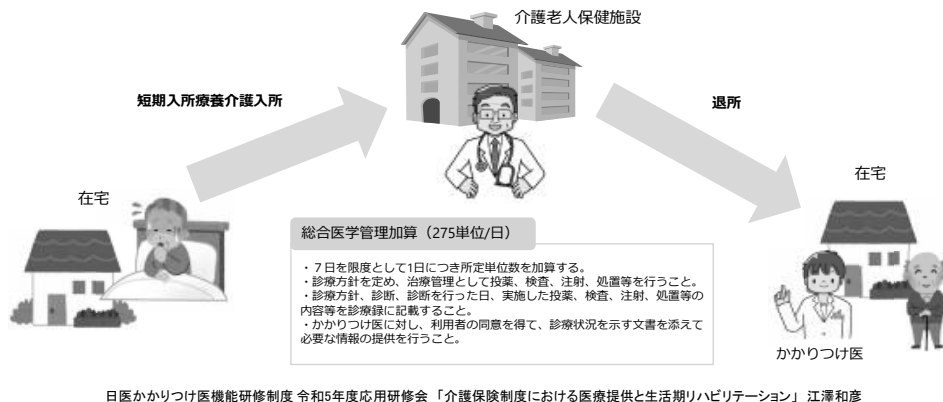 介護老人保健施設
短期入所療養介護入所
退所
在宅
在宅
総合医学管理加算（275単位/日）
・７日を限度として1日につき所定単位数を加算する。
・診療方針を定め、治療管理として投薬、検査、注射、処置等を行うこと。
・診療方針、診断、診断を行った日、実施した投薬、検査、注射、処置等の
内容等を診療録に記載すること。
・かかりつけ医に対し、利用者の同意を得て、診療状況を示す文書を添えて
必要な情報の提供を行うこと。
かかりつけ医
日医かかりつけ医機能研修制度 令和5年度応用研修会 「介護保険制度における医療提供と生活期リハビリテーション」 江澤和彦